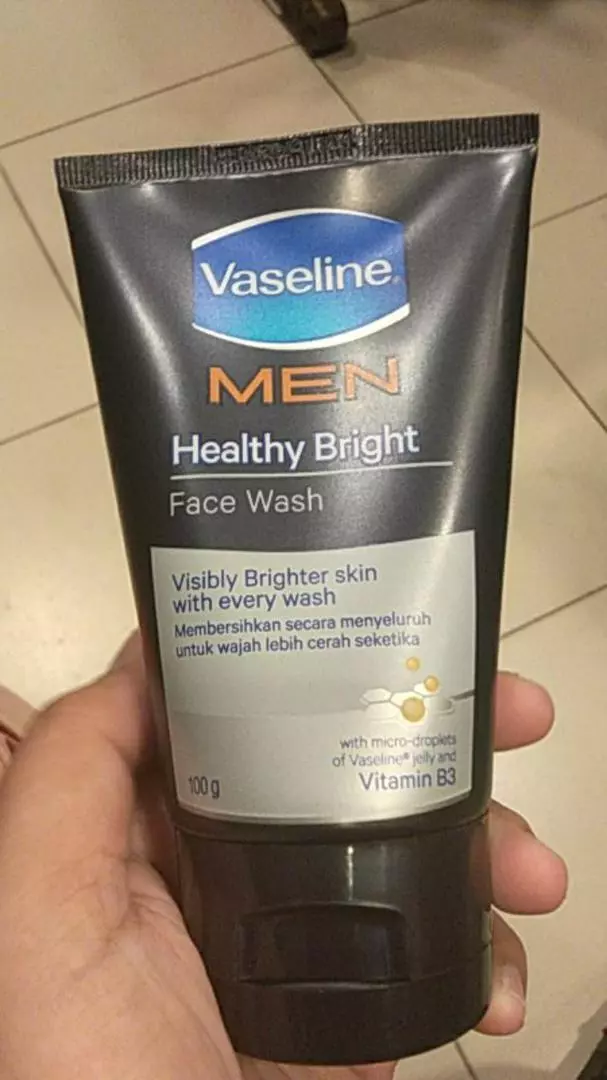 Vaseline®
MEN
Healthy Bright
Face Wash
Visibly Brighter skin
with every wash
Membersihkan secara menyeluruh
untuk wajah lebih cerah seketika
with micro-droplets
of Vaseline® jelly and
Vitamin B3
100 g